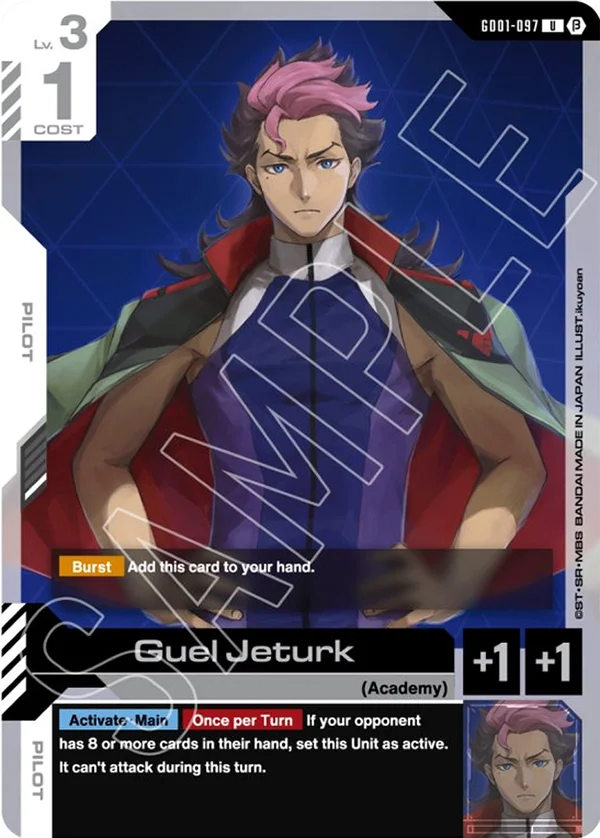 GD01-097 U β
Lv. 3
1
COST
PILOT
SAMPLE
©ST・SR・MBS BANDAI MADE IN JAPAN ILLUST.ikuyoan
Burst Add this card to your hand.
Guel Jeturk
+1 +1
(Academy)
Activate･Main Once per Turn If your opponent
has 8 or more cards in their hand, set this Unit as active.
It can't attack during this turn.
PILOT